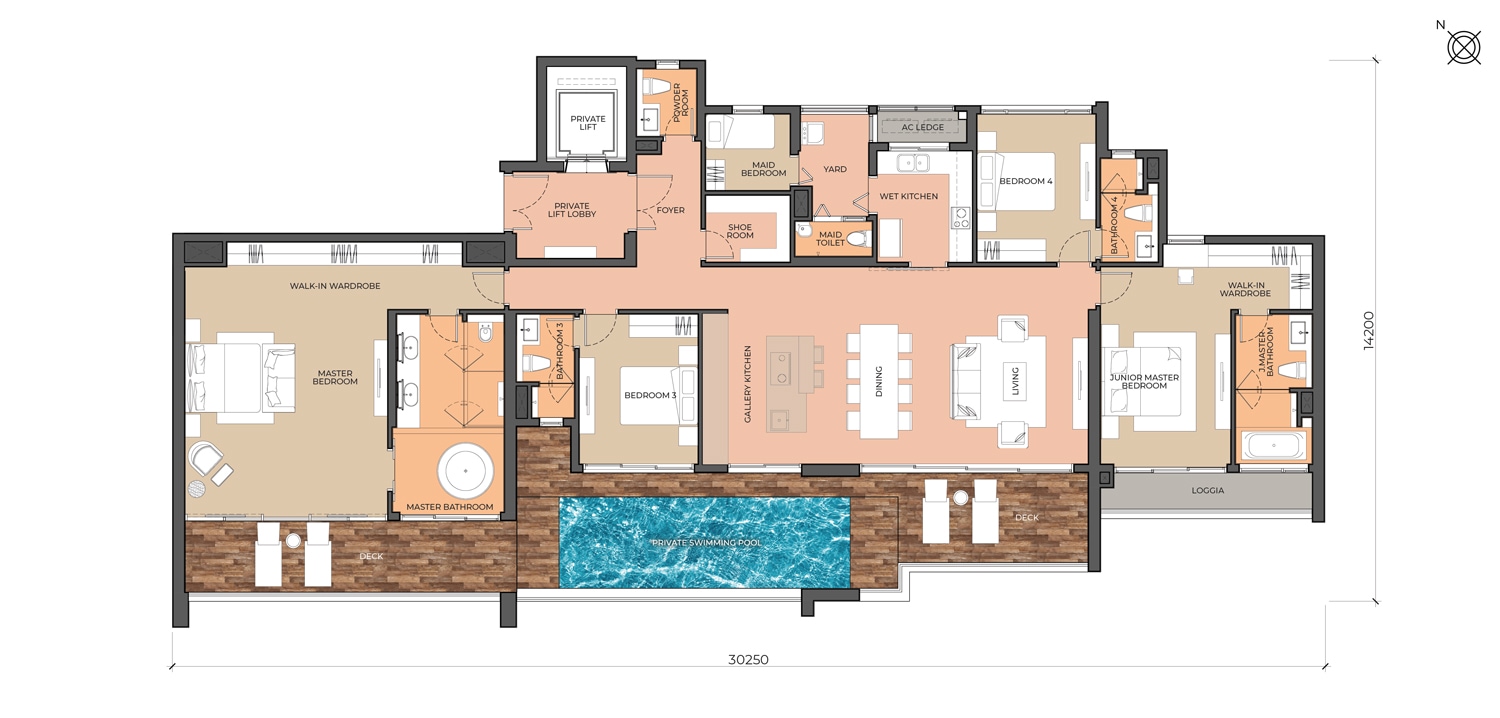 N
POWDER
ROOM
PRIVATE
LIFT
AC LEDGE
MAID
BEDROOM
YARD
BEDROOM 4
WET KITCHEN
PRIVATE
LIFT LOBBY
FOYER
SHOE
ROOM
MAID
TOILET
BATHROOM 4
WALK-IN WARDROBE
WALK-IN
WARDROBE
MASTER
BEDROOM
BATHROOM 3
BEDROOM 3
GALLERY KITCHEN
DINING
LIVING
JUNIOR MASTER
BEDROOM
J.MASTER
BATHROOM
14200
MASTER BATHROOM
LOGGIA
DECK
PRIVATE SWIMMING POOL
DECK
30250